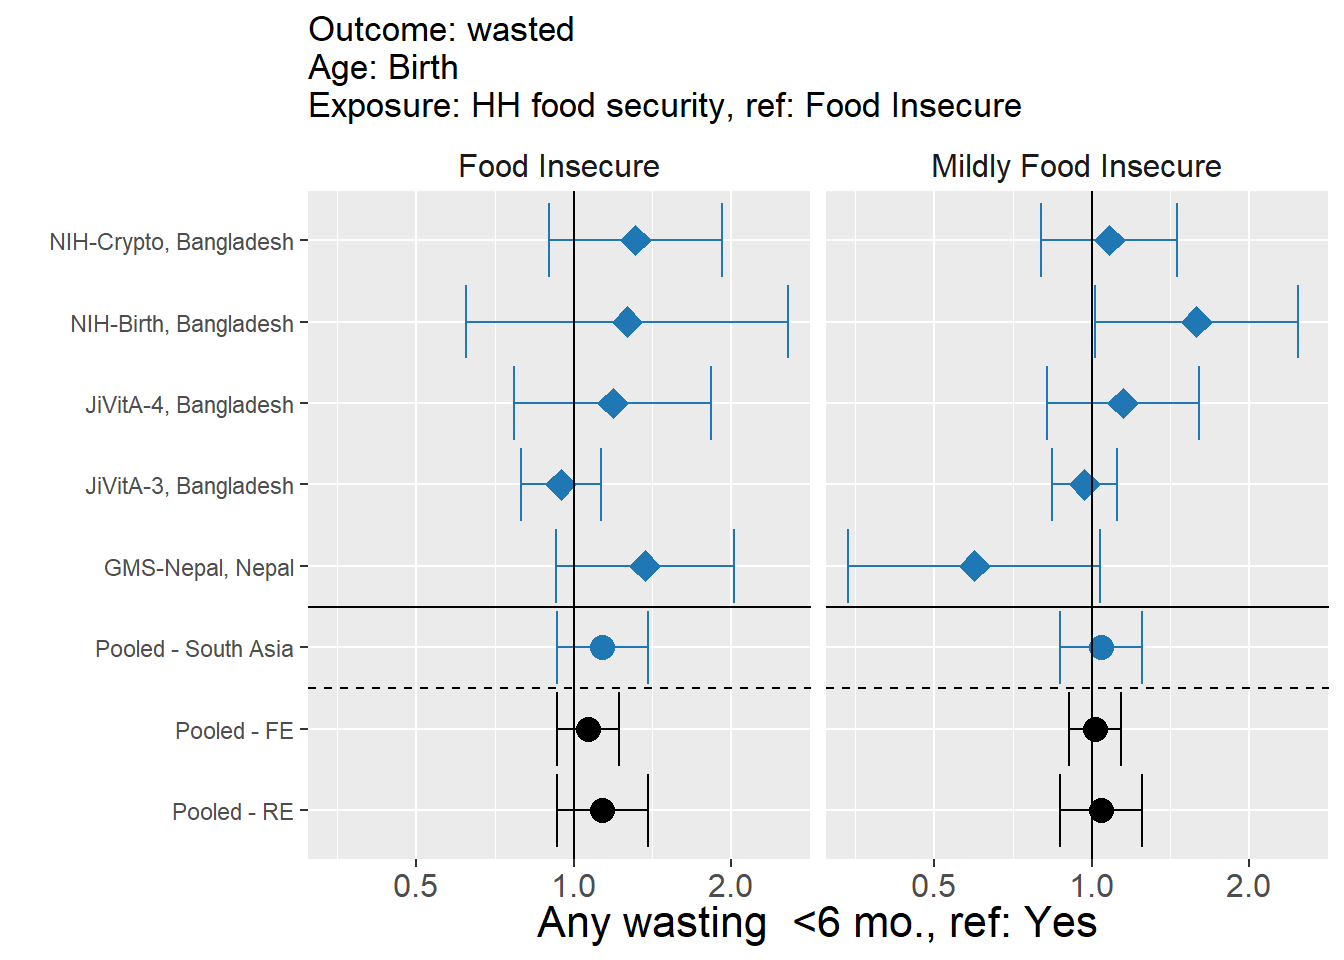 Outcome: wasted
Age: Birth
Exposure: HH food security, ref: Food Insecure
Food Insecure
Mildly Food Insecure
NIH-Crypto, Bangladesh
NIH-Birth, Bangladesh
JiVitA-4, Bangladesh
JiVitA-3, Bangladesh
GMS-Nepal, Nepal
Pooled - South Asia
Pooled - FE
Pooled - RE
0.5 1.0 2.0
0.5 1.0 2.0
Any wasting  <6 mo., ref: Yes